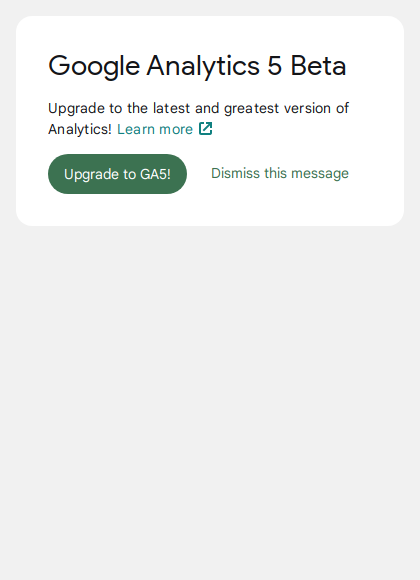 Google Analytics 5 Beta
Upgrade to the latest and greatest version of
Analytics! Learn more
Upgrade to GA5!
Dismiss this message